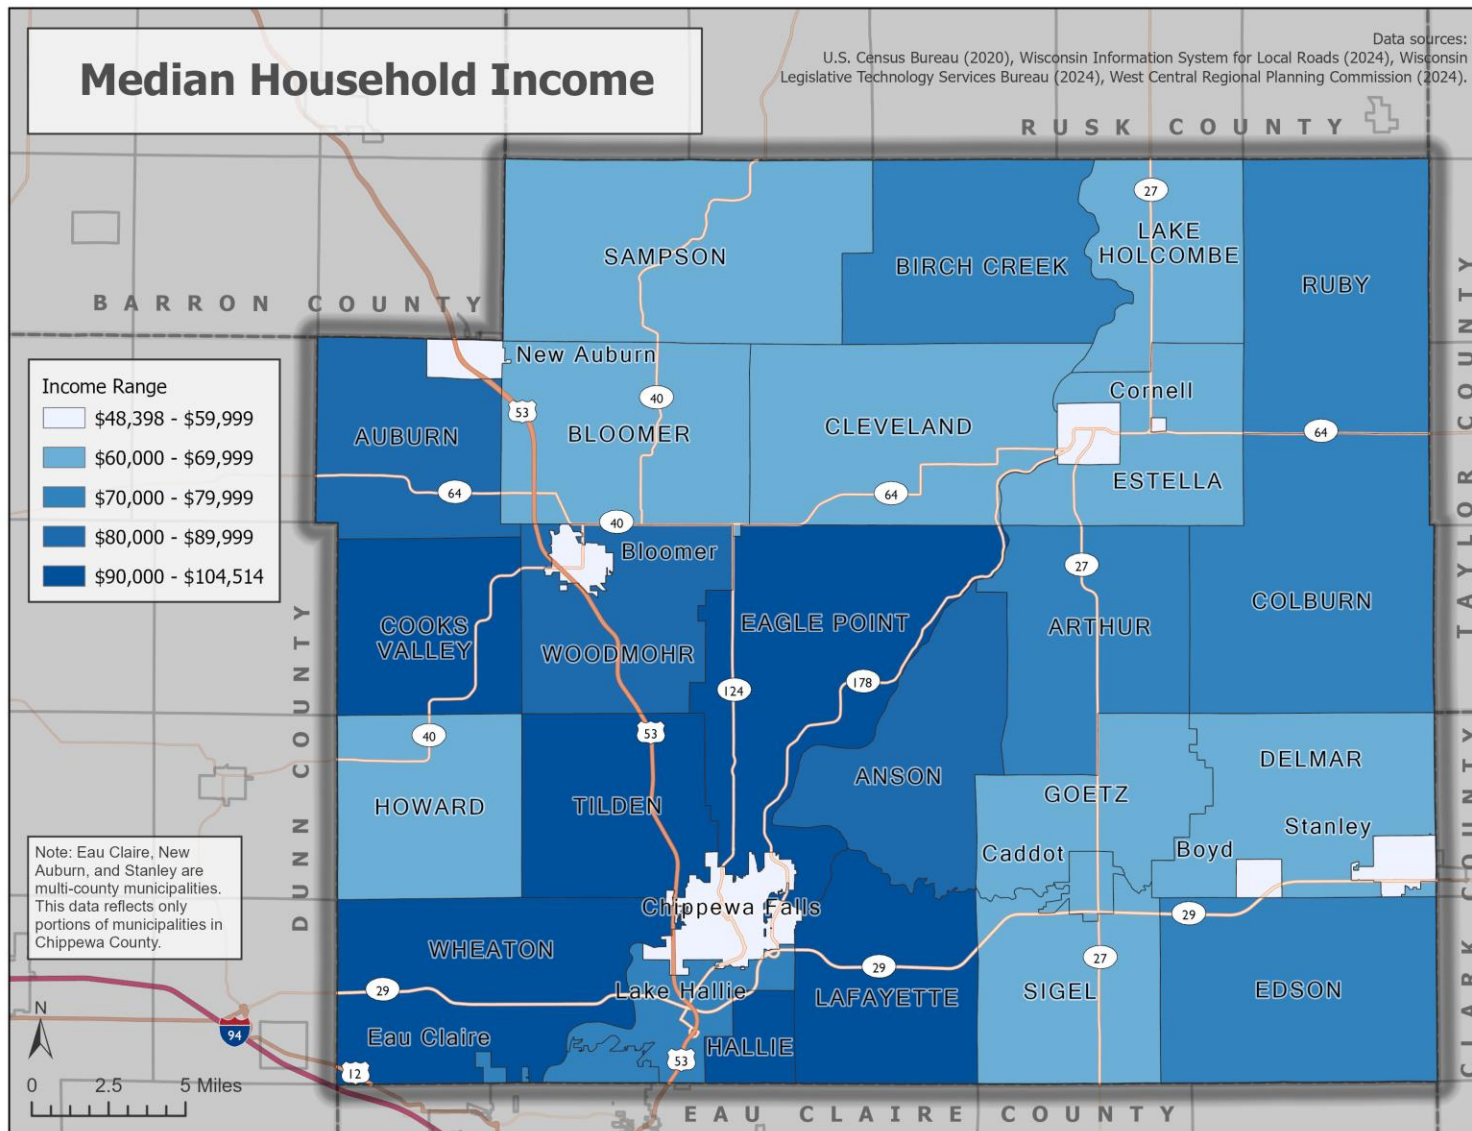 Median Household Income
Data sources:
U.S. Census Bureau (2020), Wisconsin Information System for Local Roads (2024), Wisconsin
Legislative Technology Services Bureau (2024), West Central Regional Planning Commission (2024).
RUSK COUNTY
27
LAKE
HOLCOMBE
SAMPSON
BIRCH CREEK
RUBY
BARRON COUNTY
TAYLOR COUNTY
New Auburn
Income Range
$48,398 - $59,999
$60,000 - $69,999
$70,000 - $79,999
$80,000 - $89,999
$90,000 - $104,514
Cornell
40
53
AUBURN
BLOOMER
CLEVELAND
64
ESTELLA
64
64
40
Bloomer
27
COOKS
VALLEY
EAGLE POINT
COLBURN
ARTHUR
WOODMOHR
124
178
DUNN COUNTY
40
53
DELMAR
ANSON
GOETZ
HOWARD
TILDEN
Stanley
Caddot
Boyd
CLARK COUNTY
Note: Eau Claire, New
Auburn, and Stanley are
multi-county municipalities.
This data reflects only
portions of municipalities in
Chippewa County.
Chippewa Falls
29
WHEATON
27
29
29
Lake Hallie
LAFAYETTE
SIGEL
EDSON
N
94
Eau Claire
HALLIE
53
12
0 2.5 5 Miles
EAU CLAIRE COUNTY